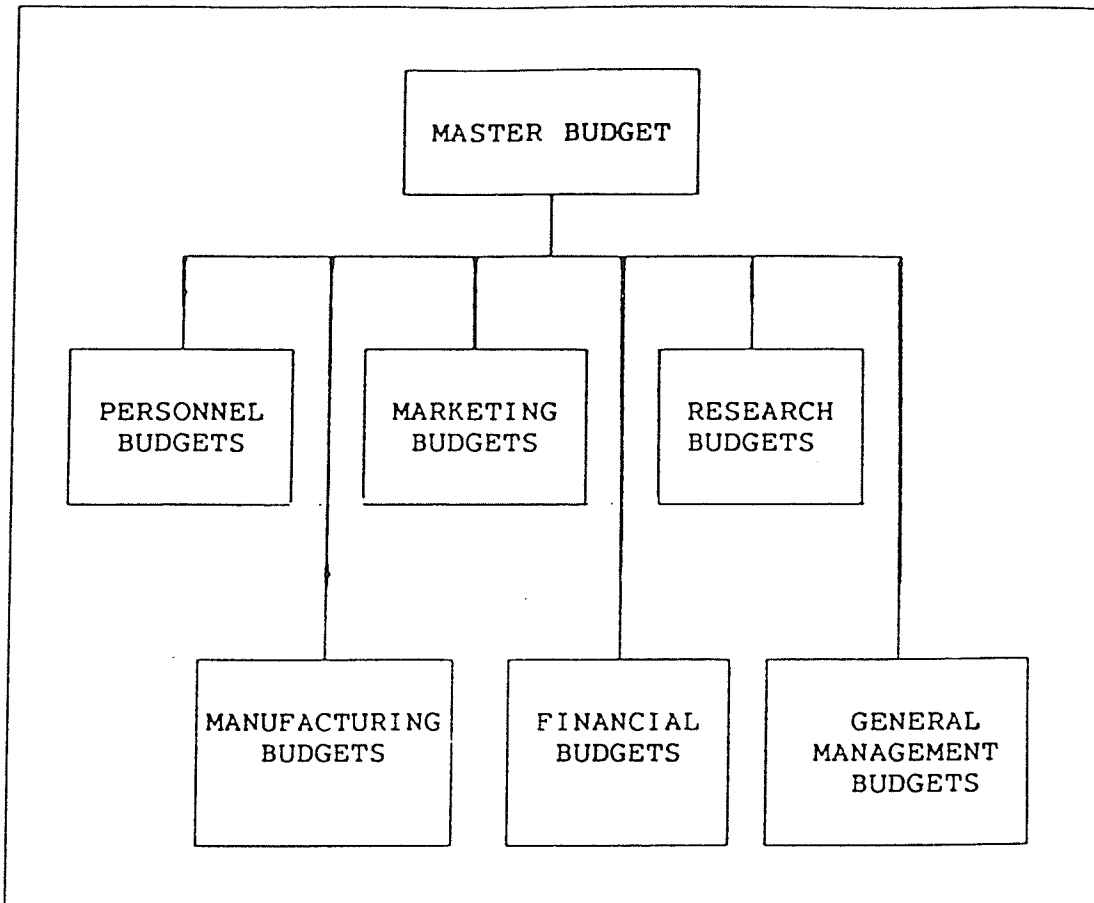 MASTER BUDGET
PERSONNEL
BUDGETS
MARKETING
BUDGETS
RESEARCH
BUDGETS
MANUFACTURING
BUDGETS
FINANCIAL
BUDGETS
GENERAL
MANAGEMENT
BUDGETS